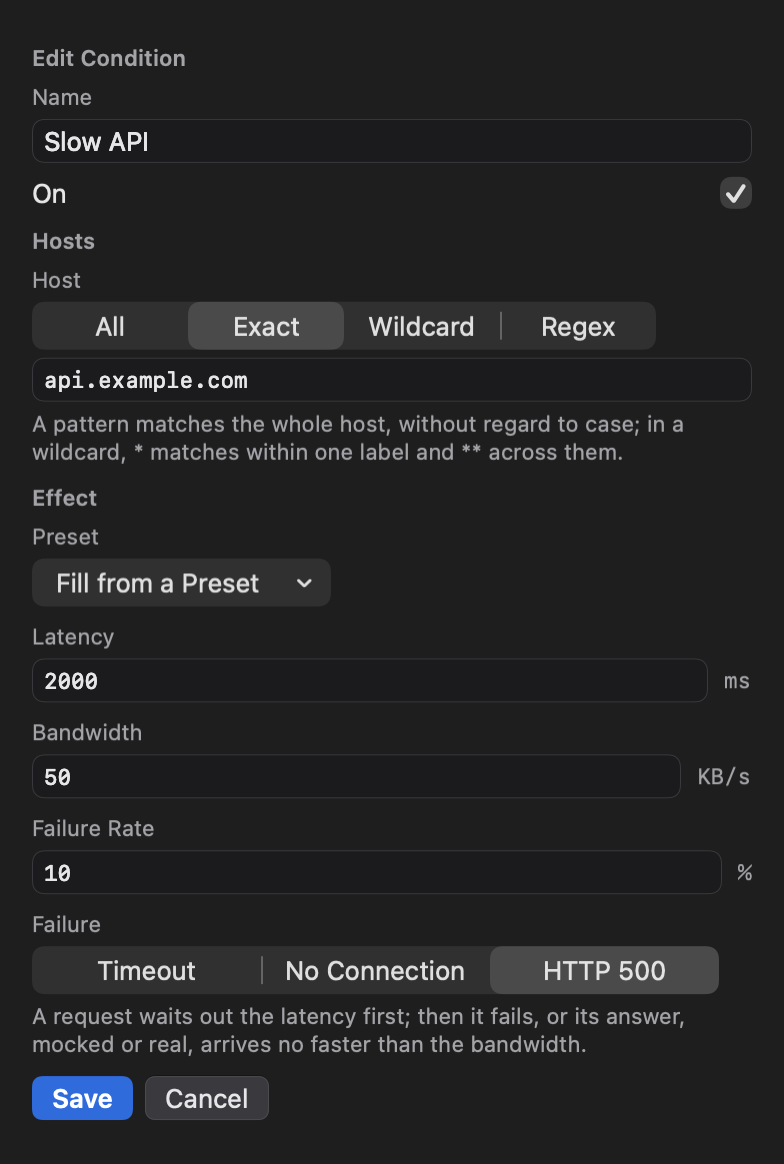 Edit Condition
Name
Slow API
On
Hosts
Host
All Exact Wildcard Regex
api.example.com
A pattern matches the whole host, without regard to case; in a
wildcard, * matches within one label and ** across them.
Effect
Preset
Fill from a Preset
Latency
2000 ms
Bandwidth
50 KB/s
Failure Rate
10 %
Failure
Timeout No Connection HTTP 500
A request waits out the latency first; then it fails, or its answer,
mocked or real, arrives no faster than the bandwidth.
Save Cancel